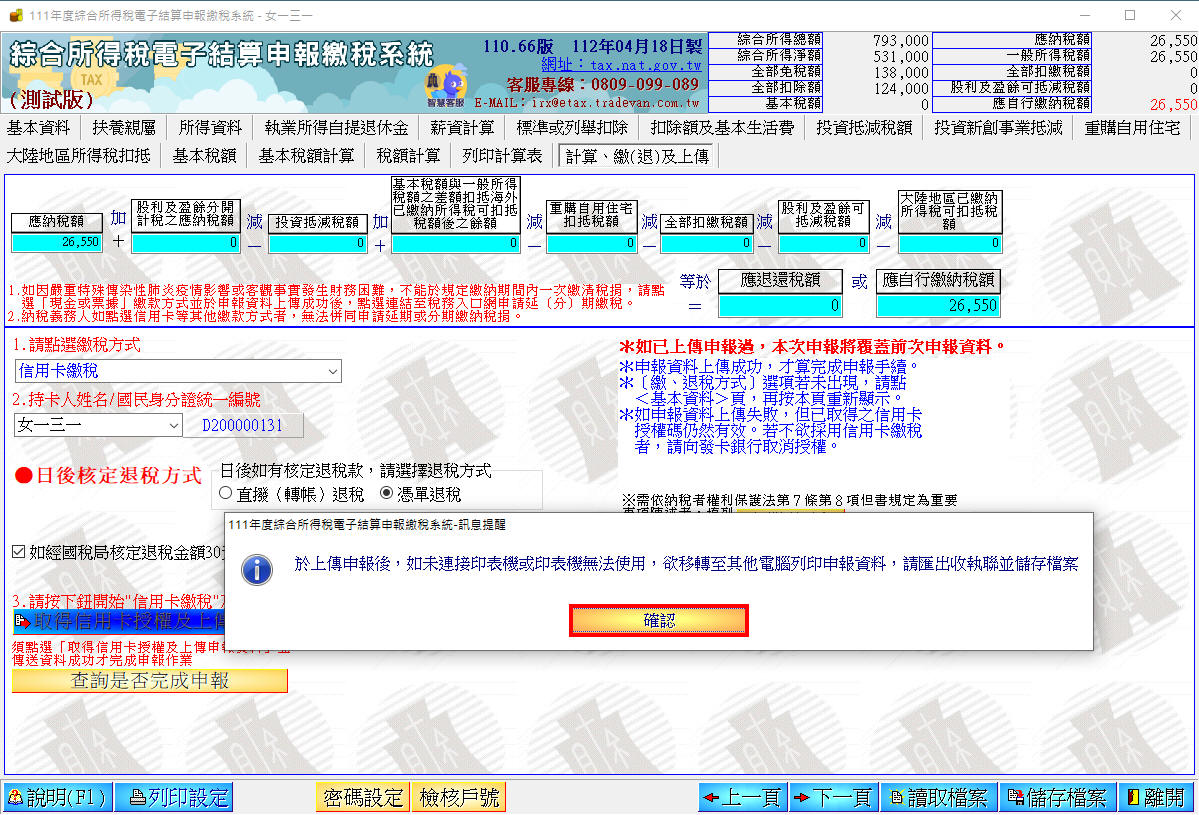 111年度綜合所得稅電子結算申報繳稅系統 - 女一三一
綜合所得稅電子結算申報繳稅系統
TAX
(測試版)
110.66版 112年04月18日製
網址：tax.nat.gov.tw
客服專線：0809-099-089
E-MAIL：irx@etax.tradevan.com.tw
智慧客服
綜合所得總額 793,000 應納稅額 26,550
綜合所得淨額 531,000 一般所得稅額 26,550
全部免稅額 138,000 全部扣繳稅額
全部扣除額 124,000 股利及盈餘可抵減稅額
基本稅額 0 應自行繳納稅額 26,550
基本資料 扶養親屬 所得資料 執業所得自提退休金 薪資計算 標準或列舉扣除 扣除額及基本生活費 投資抵減稅額 投資新創事業抵減 重購自用住宅
大陸地區所得稅扣抵 基本稅額 基本稅額計算 稅額計算 列印計算表 計算、繳(退)及上傳
應納稅額
26,550
加
＋
股利及盈餘分開
計稅之應納稅額
0
減
－
投資抵減稅額
0
加
＋
基本稅額與一般所得
稅額之差額扣抵海外
已繳納所得稅可扣抵
稅額後之餘額
0
減
－
重購自用住宅
扣抵稅額
0
減
－
全部扣繳稅額
0
減
－
股利及盈餘可
抵減稅額
0
減
－
大陸地區已繳納
所得稅可扣抵稅
額
0
等於
＝
應退還稅額
0
或
應自行繳納稅額
26,550
1.如因嚴重特殊傳染性肺炎疫情影響或客觀事實發生財務困難，不能於規定繳納期間內一次繳清稅捐，請點
選「現金或票據」繳款方式並於申報資料上傳成功後，點選連結至稅務入口網申請延（分）期繳稅。
2.納稅義務人如點選信用卡等其他繳款方式者，無法併同申請延期或分期繳納稅捐。
1.請點選繳稅方式
信用卡繳稅
2.持卡人姓名/國民身分證統一編號
女一三一 D200000131
●日後核定退稅方式
日後如有核定退稅款，請選擇退稅方式
直撥（轉帳）退稅 憑單退稅
＊如已上傳申報過，本次申報將覆蓋前次申報資料。
＊申報資料上傳成功，才算完成申報手續。
＊〔繳、退稅方式〕選項若未出現，請點
＜基本資料＞頁，再按本頁重新顯示。
＊如申報資料上傳失敗，但已取得之信用卡
授權碼仍然有效。若不欲採用信用卡繳稅
者，請向發卡銀行取消授權。
※需依納稅者權利保護法第７條第８項但書規定為重要
如經國稅局核定退稅金額30
111年度綜合所得稅電子結算申報繳稅系統-訊息提醒
於上傳申報後，如未連接印表機或印表機無法使用，欲移轉至其他電腦列印申報資料，請匯出收執聯並儲存檔案
確認
3.請按下鈕開始"信用卡繳稅"
取得信用卡授權及上傳
須點選「取得信用卡授權及上傳申報資料」並
傳送資料成功才完成申報作業
查詢是否完成申報
說明(F1) 列印設定 密碼設定 檢核戶號 上一頁 下一頁 讀取檔案 儲存檔案 離開